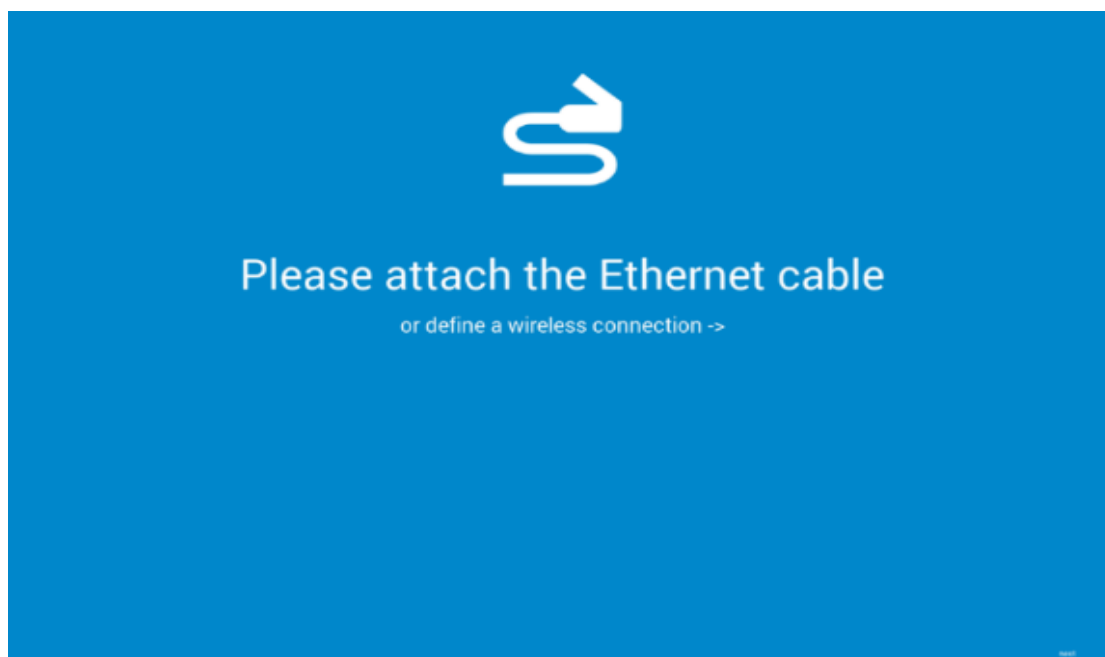 Please attach the Ethernet cable
or define a wireless connection ->